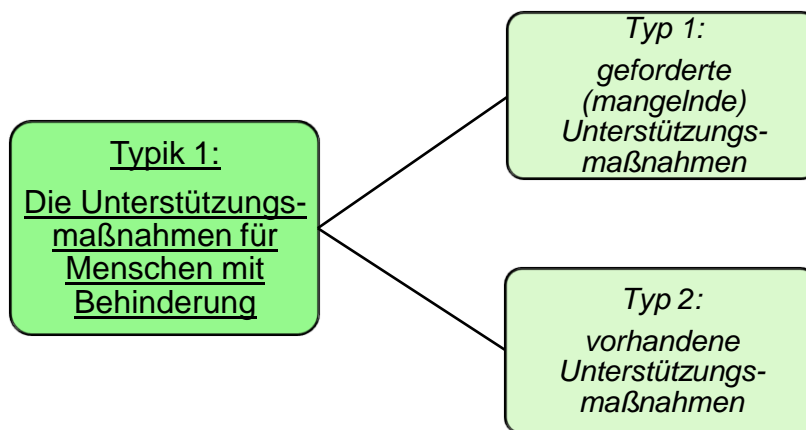 Typik 1:
Die Unterstützungs-
maßnahmen für
Menschen mit
Behinderung
Typ 1:
geforderte
(mangelnde)
Unterstützungs-
maßnahmen
Typ 2:
vorhandene
Unterstützungs-
maßnahmen